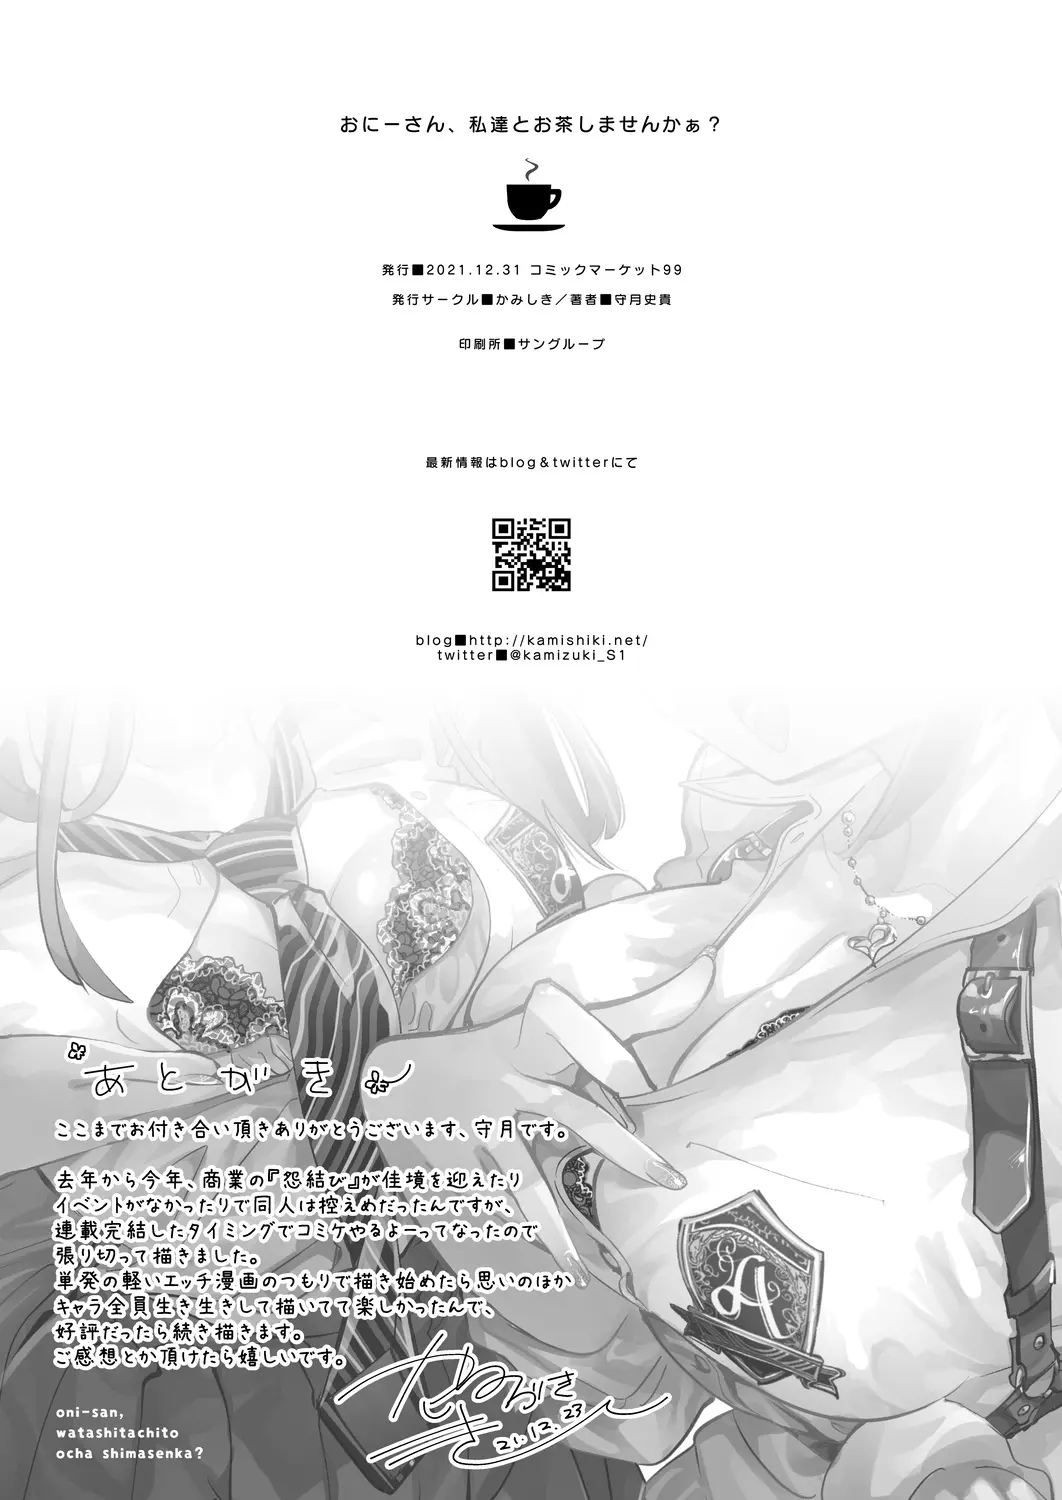 おにーさん、私達とお茶しませんかぁ？
発行■2021.12.31 コミックマーケット99
発行サークル■かみしき／著者■守月史貴
印刷所■サングループ
最新情報はblog＆twitterにて
blog■http://kamishiki.net/
twitter■@kamizuki_S1
あとがき
ここまでお付き合い頂きありがとうございます、守月です。
去年から今年、商業の『怨結び』が佳境を迎えたり
イベントがなかったりで同人は控えめだったんですが、
連載完結したタイミングでコミケやるよーってなったので
張り切って描きました。
単発の軽いエッチ漫画のつもりで描き始めたら思いのほか
キャラ全員生き生きして描いてて楽しかったんで、
好評だったら続き描きます。
ご感想とか頂けたら嬉しいです。
21.12.23
oni-san,
watashitachito
ocha shimasenka?
A